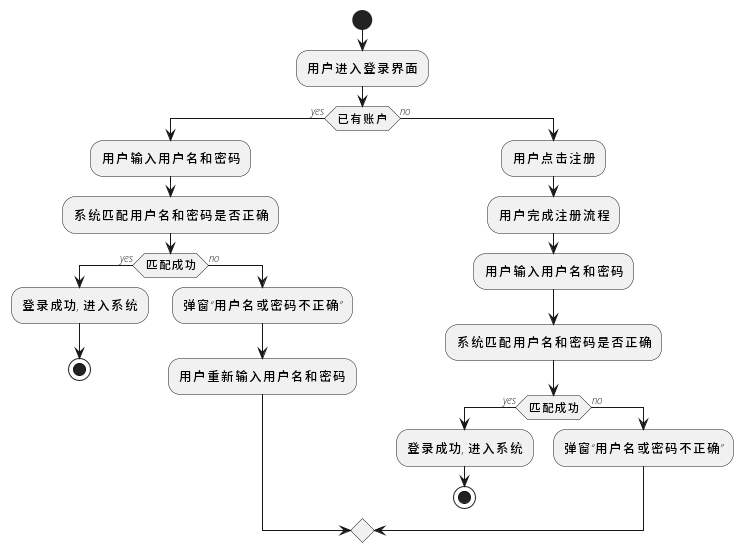 用户进入登录界面
yes
已有账户
no
用户输入用户名和密码
系统匹配用户名和密码是否正确
yes
匹配成功
no
登录成功, 进入系统
弹窗“用户名或密码不正确”
用户重新输入用户名和密码
用户点击注册
用户完成注册流程
用户输入用户名和密码
系统匹配用户名和密码是否正确
yes
匹配成功
no
登录成功, 进入系统
弹窗“用户名或密码不正确”